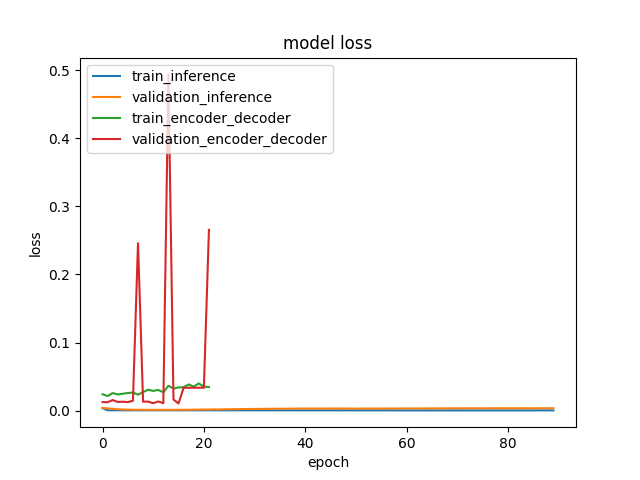 model loss
train_inference
validation_inference
train_encoder_decoder
validation_encoder_decoder
0.5
0.4
0.3
0.2
0.1
0.0
loss
0 20 40 60 80
epoch